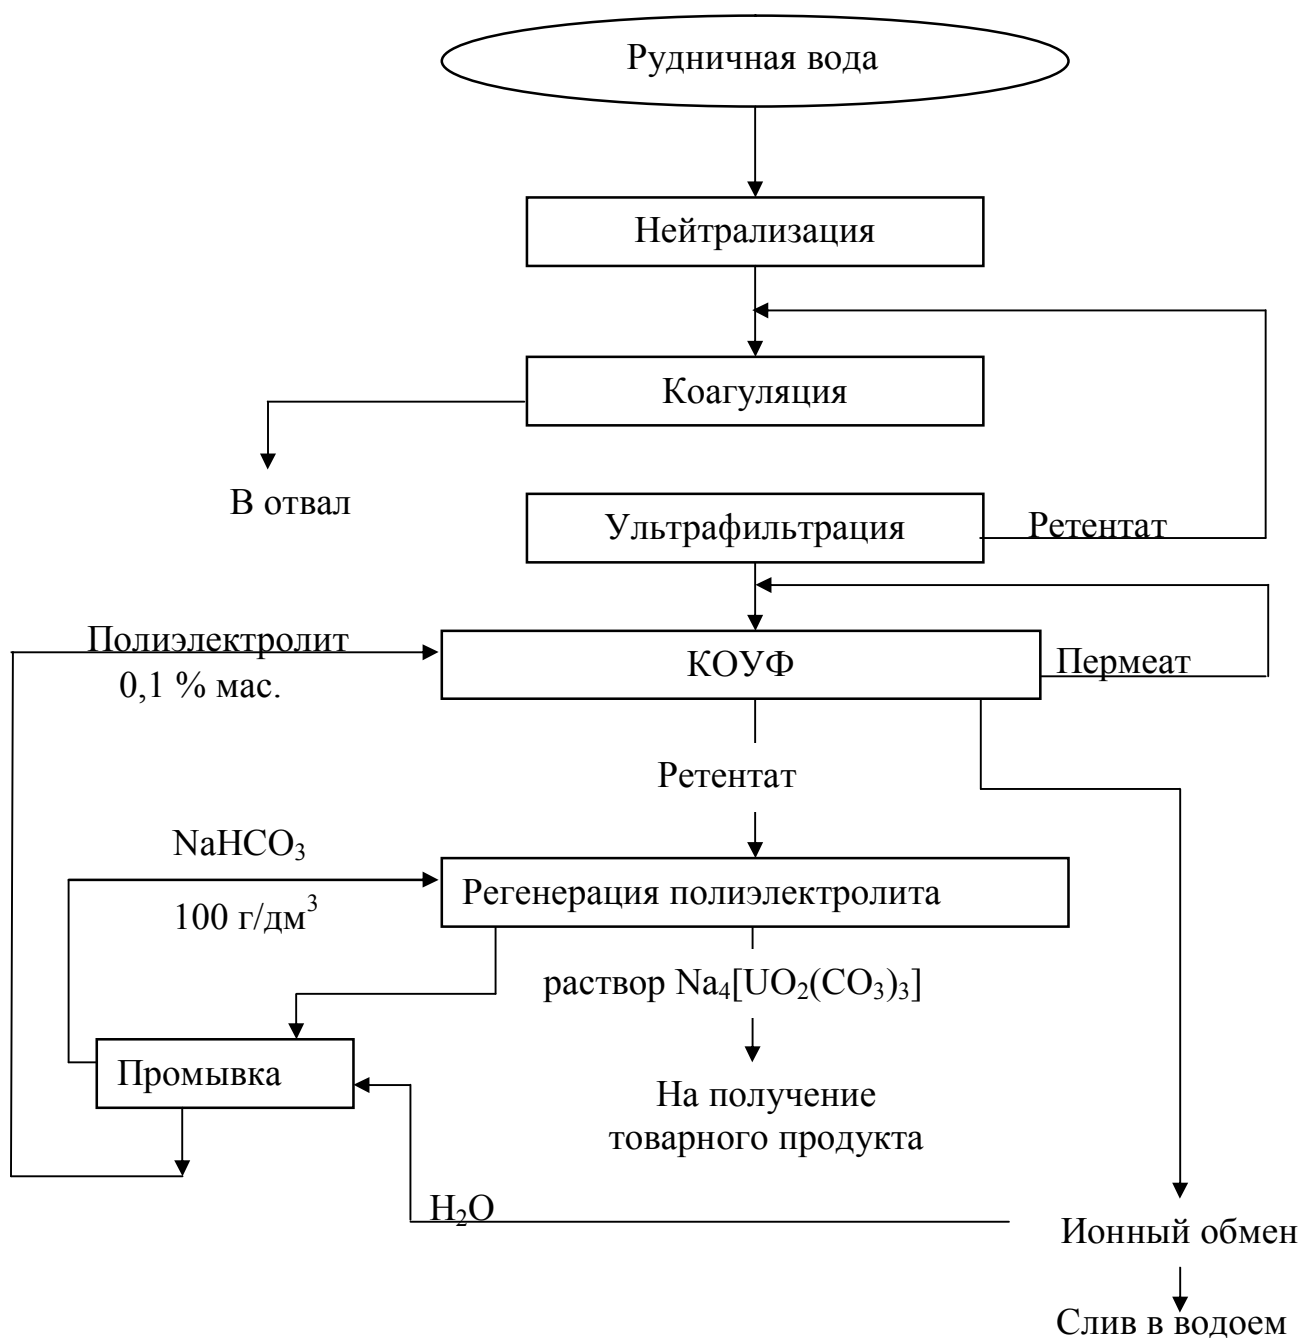 Рудничная вода
Нейтрализация
Коагуляция
В отвал
Ультрафильтрация
Ретентат
Полиэлектролит
0,1 % мас.
КОУФ
Пермеат
Ретентат
NaHCO₃
100 г/дм³
Регенерация полиэлектролита
раствор Na₄[UO₂(CO₃)₃]
Промывка
На получение
товарного продукта
H₂O
Ионный обмен
Слив в водоем